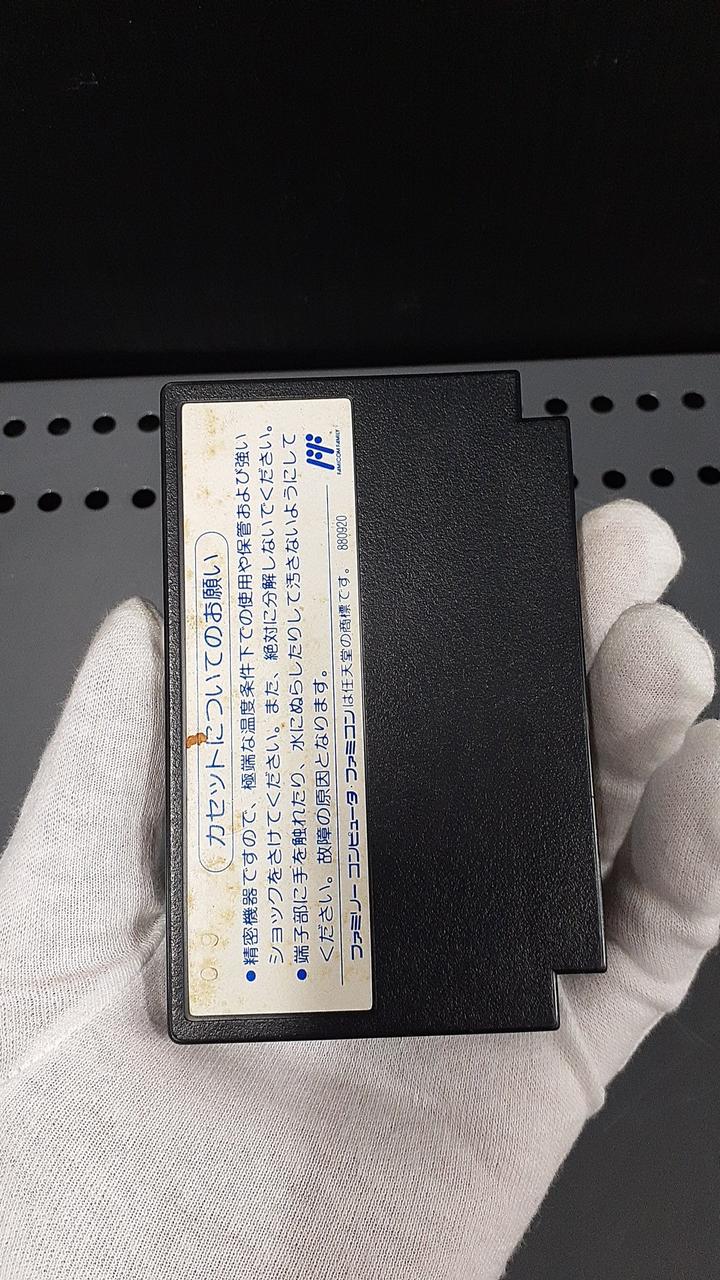 カセットについてのお願い
●精密機器ですので、極端な温度条件下での使用や保管および強い
ショックをさけてください。また、絶対に分解しないでください。
●端子部に手を触れたり、水にぬらしたりして汚さないようにして
ください。故障の原因となります。
FAMICOM FAMILY
ファミリー コンピュータ・ファミコンは任天堂の商標です。 880920
09